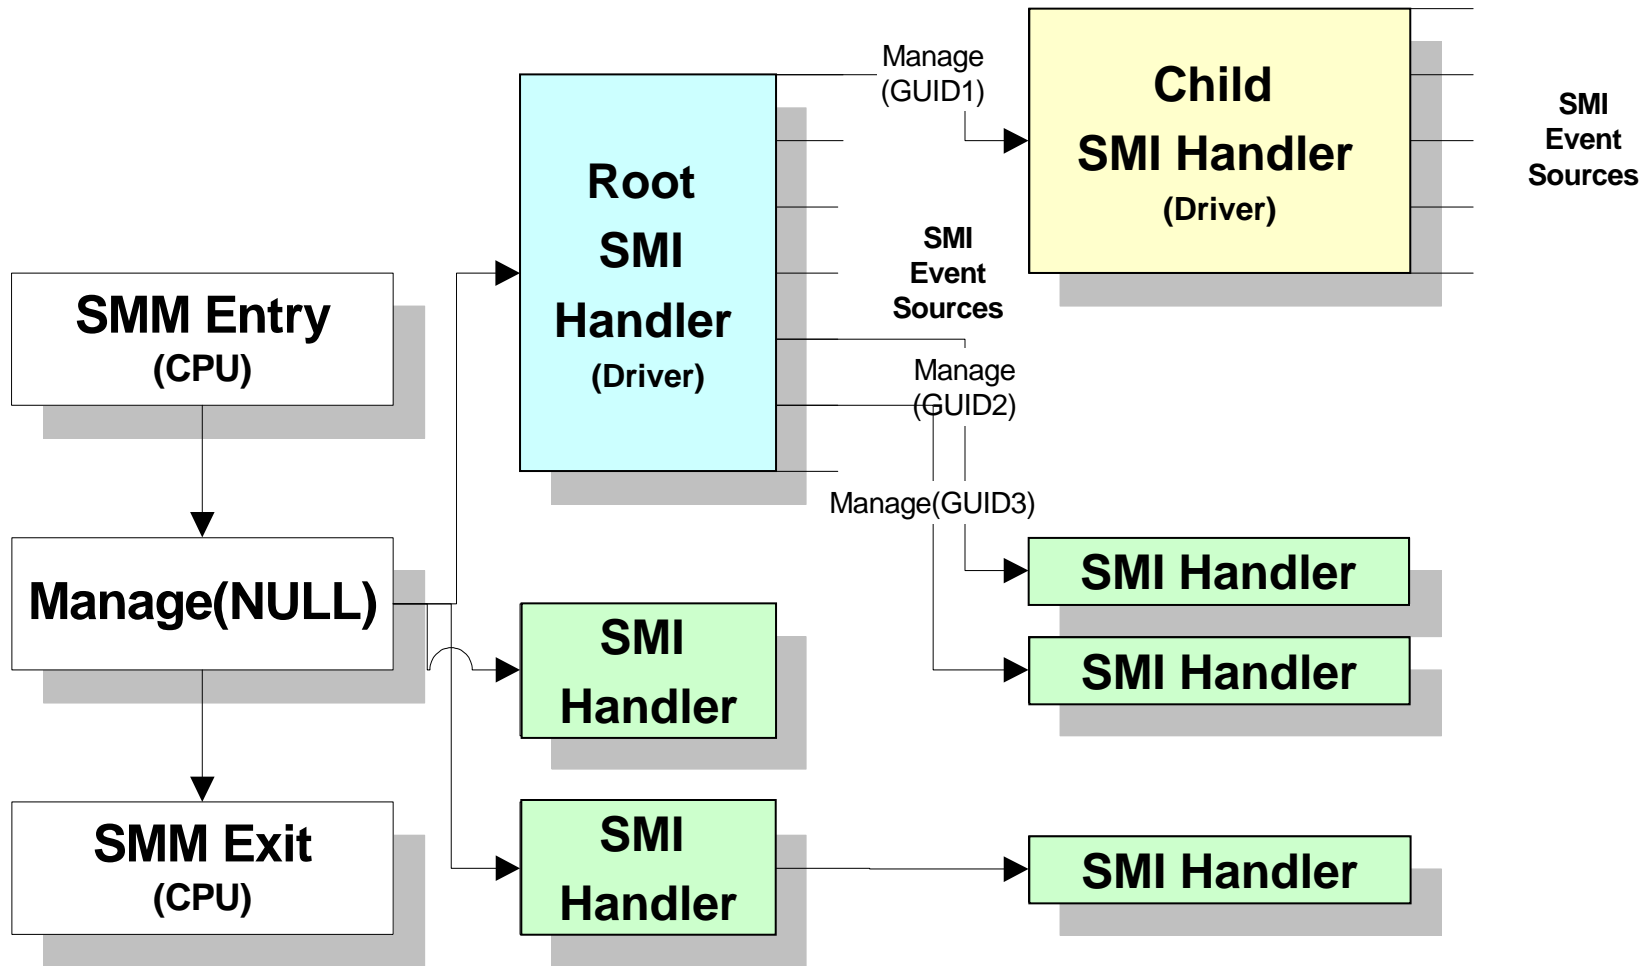 SMM Entry
(CPU)
Manage(NULL)
SMM Exit
(CPU)
Root
SMI
Handler
(Driver)
SMI
Handler
SMI
Handler
Manage
(GUID1)
SMI
Event
Sources
Manage
(GUID2)
Manage(GUID3)
Child
SMI Handler
(Driver)
SMI
Event
Sources
SMI Handler
SMI Handler
SMI Handler